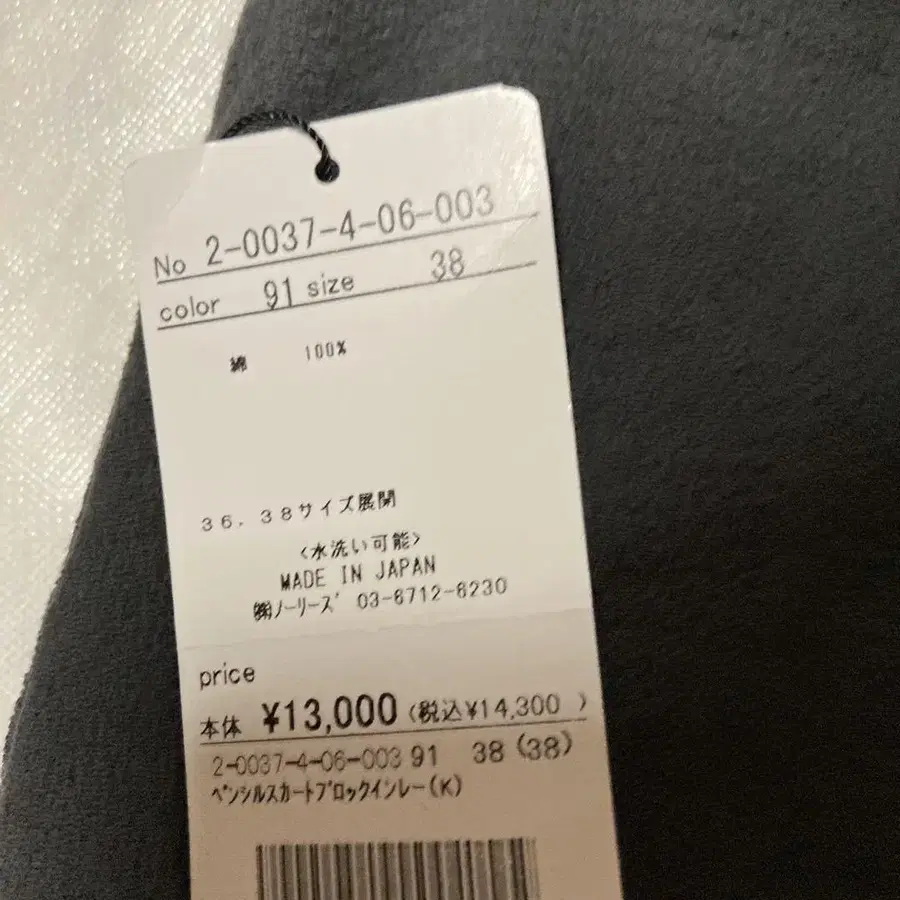 No 2-0037-4-06-003
color 91 size 38
綿 100%
36．38サイズ展開
<水洗い可能>
MADE IN JAPAN
㈱ノーリーズ 03-6712-6230
price
本体 ¥13,000 (税込¥14,300 )
2-0037-4-06-003 91 38 (38)
ﾍﾟﾝｼﾙｽｶｰﾄﾌﾞﾛｯｸｲﾝﾚｰ(K)